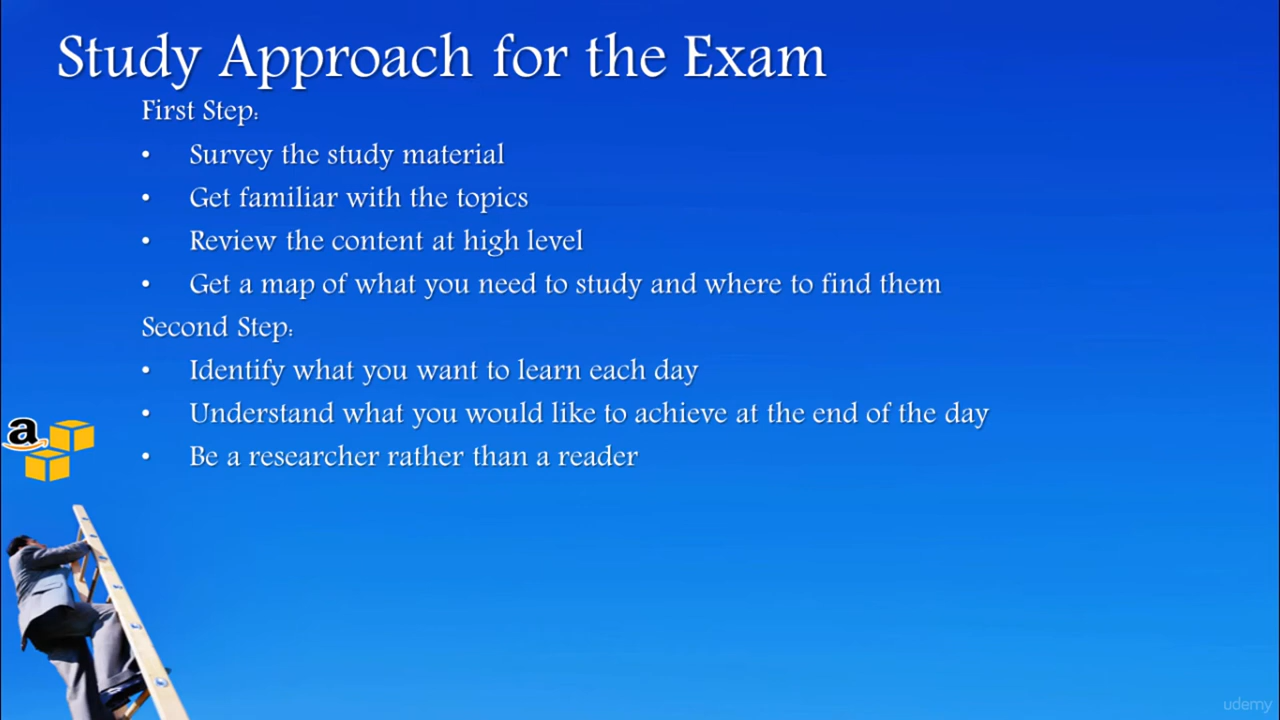 Study Approach for the Exam
First Step:
• Survey the study material
• Get familiar with the topics
• Review the content at high level
• Get a map of what you need to study and where to find them
Second Step:
• Identify what you want to learn each day
• Understand what you would like to achieve at the end of the day
• Be a researcher rather than a reader
a
udemy